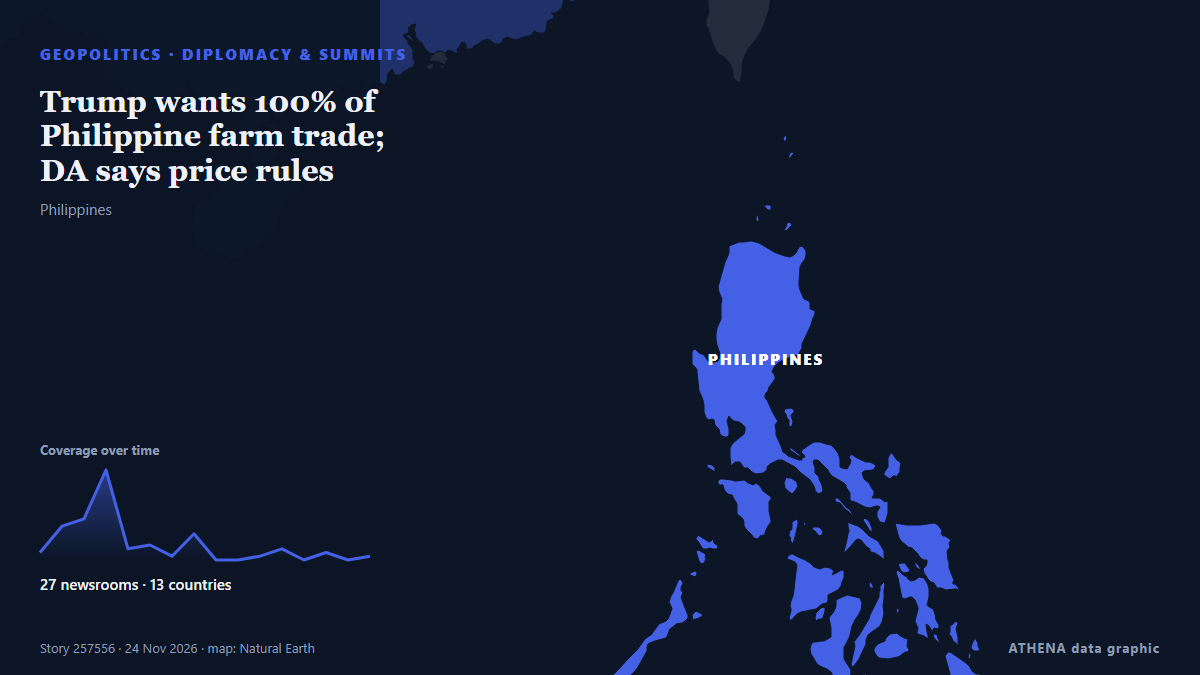 GEOPOLITICS · DIPLOMACY & SUMMITS
Trump wants 100% of
Philippine farm trade;
DA says price rules
Philippines
PHILIPPINES
Coverage over time
27 newsrooms · 13 countries
Story 257556 · 24 Nov 2026 · map: Natural Earth
ATHENA data graphic